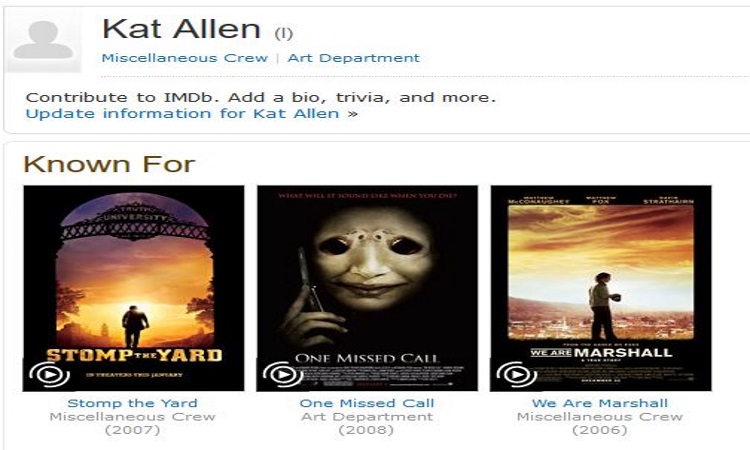 Kat Allen (I)
Miscellaneous Crew | Art Department
Contribute to IMDb. Add a bio, trivia, and more.
Update information for Kat Allen »
Known For
UNIVERSITY
STOMP THE YARD
IN THEATERS THIS JANUARY
WHAT WILL IT SOUND LIKE WHEN YOU DIE?
ONE MISSED CALL
MATTHEW MCCONAUGHEY
MATTHEW FOX
DAVID STRATHAIRN
WE ARE MARSHALL
A TRUE STORY
Stomp the Yard
Miscellaneous Crew
(2007)
One Missed Call
Art Department
(2008)
We Are Marshall
Miscellaneous Crew
(2006)